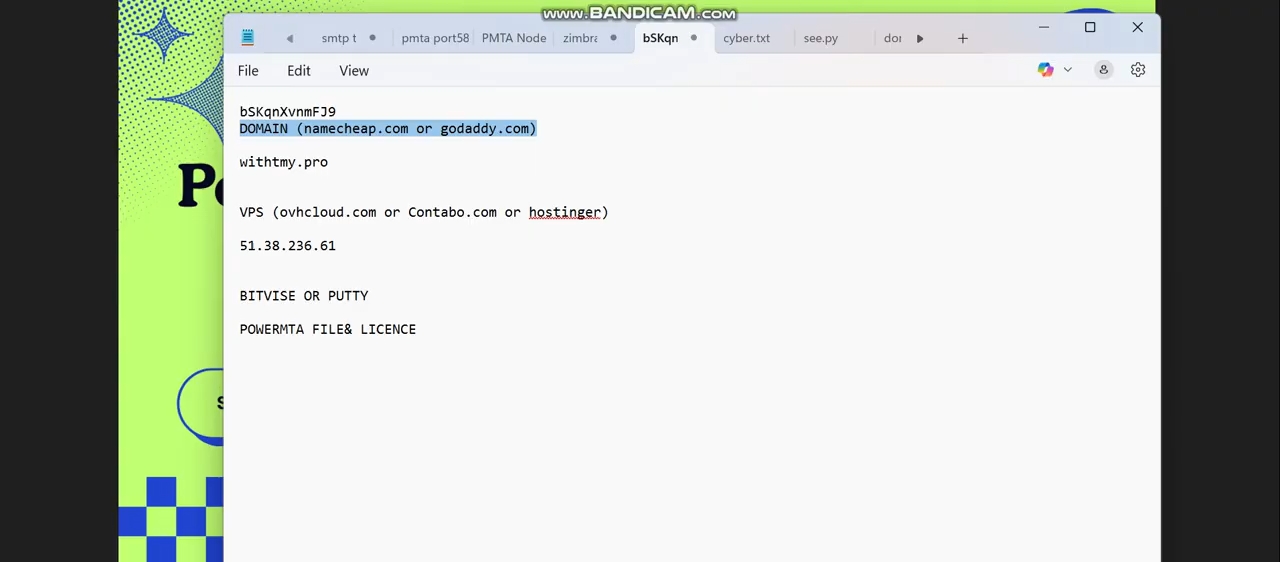 www.BANDICAM.com
smtp t
pmta port58
PMTA Node
zimbra
bSKqn
cyber.txt
see.py
File
Edit
View
bSKqnXvnmFJ9
DOMAIN (namecheap.com or godaddy.com)
withtmy.pro
VPS (ovhcloud.com or Contabo.com or hostinger)
51.38.236.61
BITVISE OR PUTTY
POWERMTA FILE& LICENCE